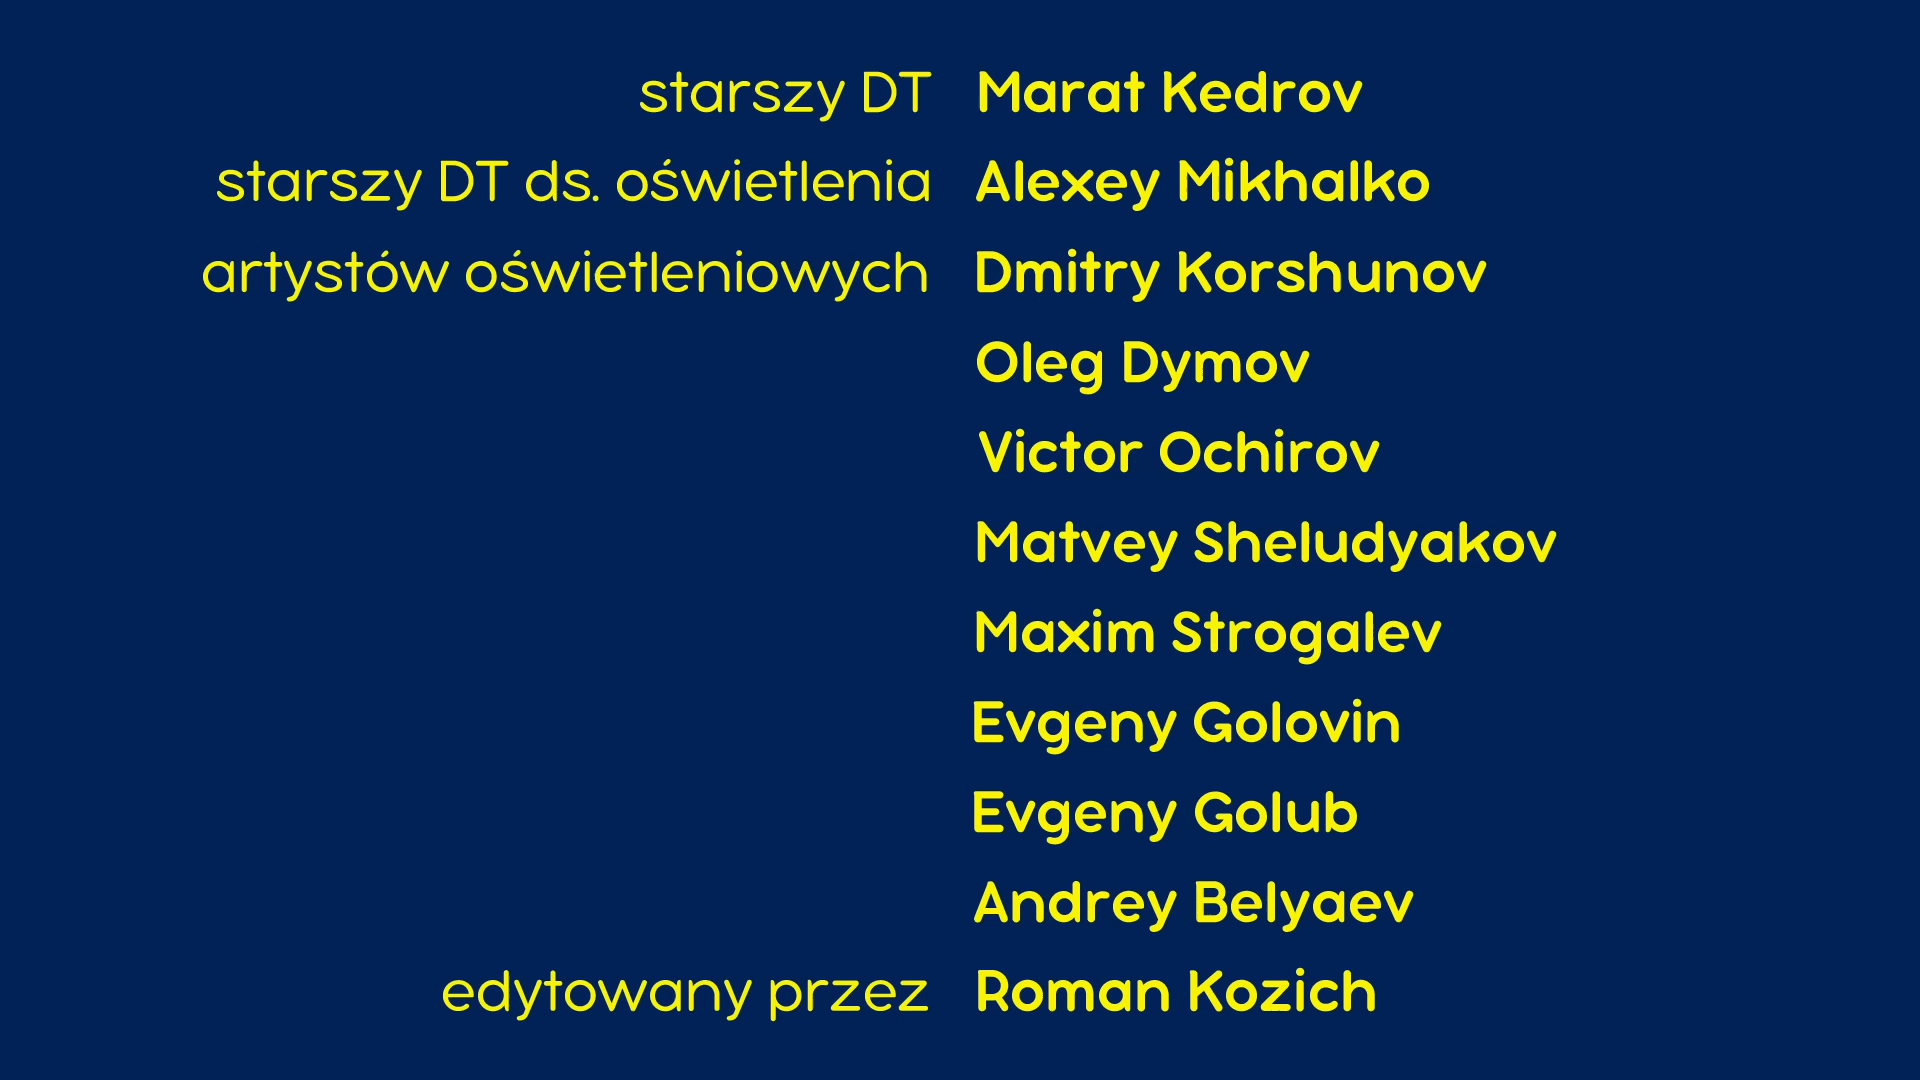 starszy DT Marat Kedrov
starszy DT ds. oświetlenia Alexey Mikhalko
artystów oświetleniowych Dmitry Korshunov
Oleg Dymov
Victor Ochirov
Matvey Sheludyakov
Maxim Strogalev
Evgeny Golovin
Evgeny Golub
Andrey Belyaev
edytowany przez Roman Kozich